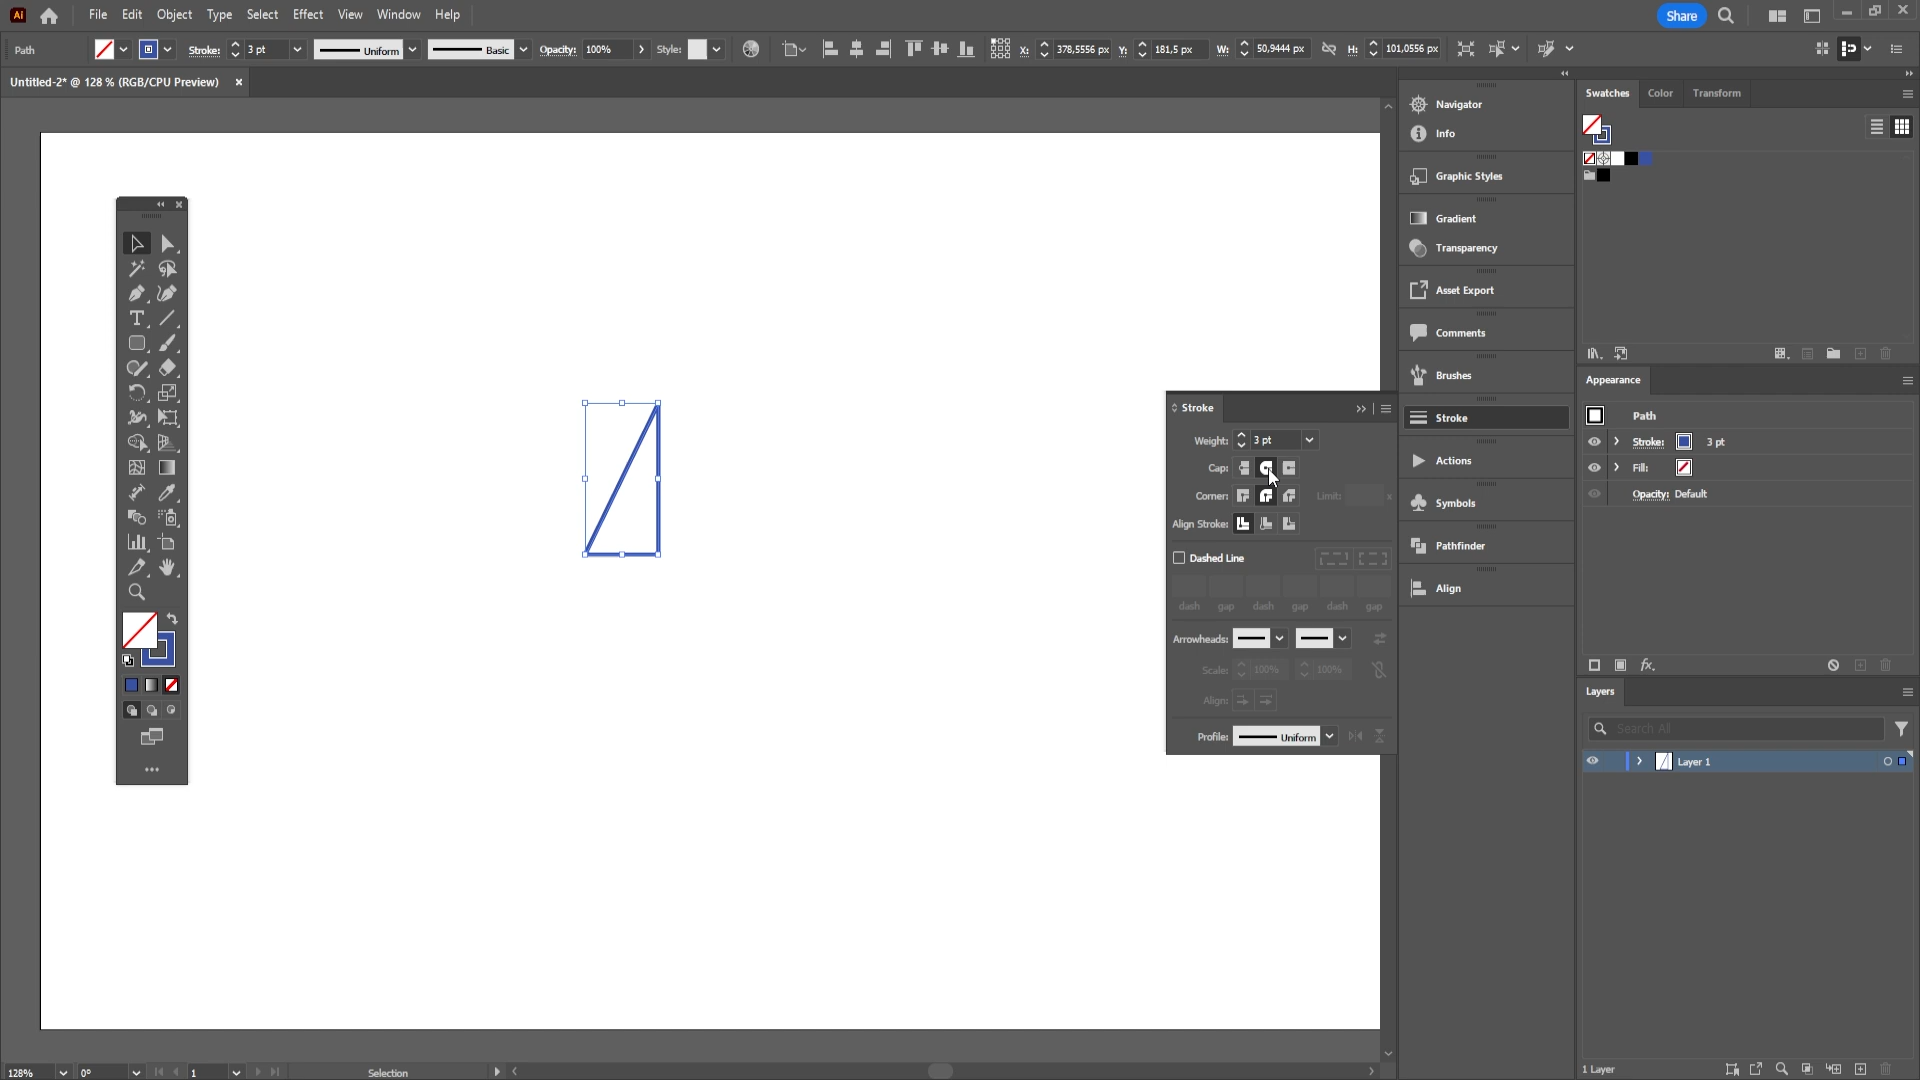 Ai File Edit Object Type Select Effect View Window Help Share
Path Stroke: 3 pt Uniform Basic Opacity: 100% Style: X: 378,5556 px Y: 181,5 px W: 50,9444 px H: 101,0556 px
Untitled-2* @ 128 % (RGB/CPU Preview) ×
Navigator
Info
Graphic Styles
Gradient
Transparency
Asset Export
Comments
Brushes
Stroke
Actions
Symbols
Pathfinder
Align
Stroke
Weight: 3 pt
Cap:
Corner: Limit: x
Align Stroke:
Dashed Line
dash gap dash gap dash gap
Arrowheads:
Scale: 100% 100%
Align:
Profile: Uniform
Swatches Color Transform
Appearance
Path
Stroke: 3 pt
Fill:
Opacity: Default
fx.
Layers
Search All
Layer 1
1 Layer
128% 0° 1 Selection